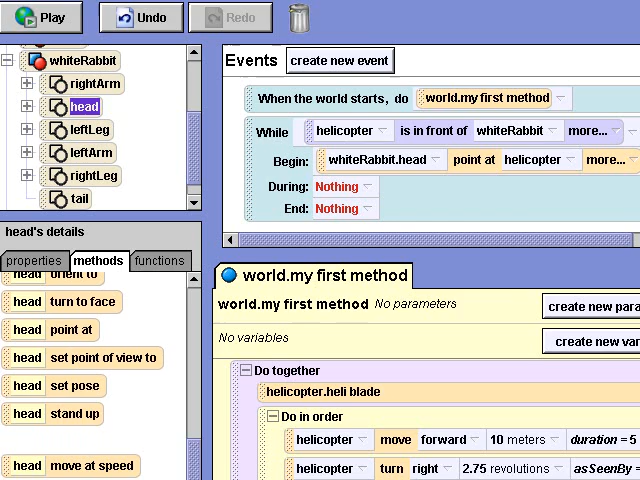 Play Undo Redo
whiteRabbit
rightArm
head
leftLeg
leftArm
rightLeg
tail
Events create new event
When the world starts, do world.my first method
While helicopter is in front of whiteRabbit more...
Begin: whiteRabbit.head point at helicopter more...
During: Nothing
End: Nothing
head's details
properties methods functions
head orient to
head turn to face
head point at
head set point of view to
head set pose
head stand up
head move at speed
world.my first method
world.my first method No parameters create new para
No variables create new var
Do together
helicopter.heli blade
Do in order
helicopter move forward 10 meters duration = 5
helicopter turn right 2.75 revolutions asSeenBy =